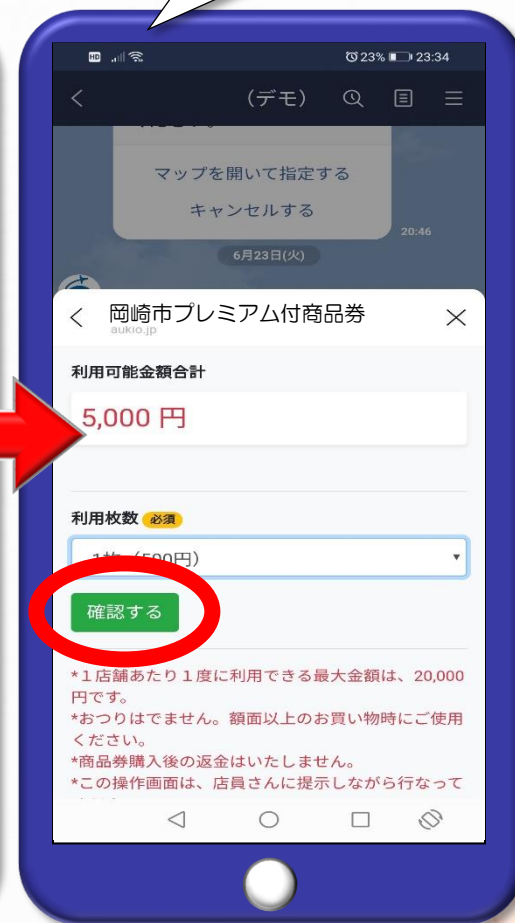 HD 23% 23:34
(デモ)
マップを開いて指定する
キャンセルする
20:46
6月23日(火)
岡崎市プレミアム付商品券
aukio.jp
利用可能金額合計
5,000 円
利用枚数 必須
1枚 (500円)
確認する
*1店舗あたり1度に利用できる最大金額は、20,000
円です。
*おつりはでません。額面以上のお買い物時にご使用
ください。
*商品券購入後の返金はいたしません。
*この操作画面は、店員さんに提示しながら行なって